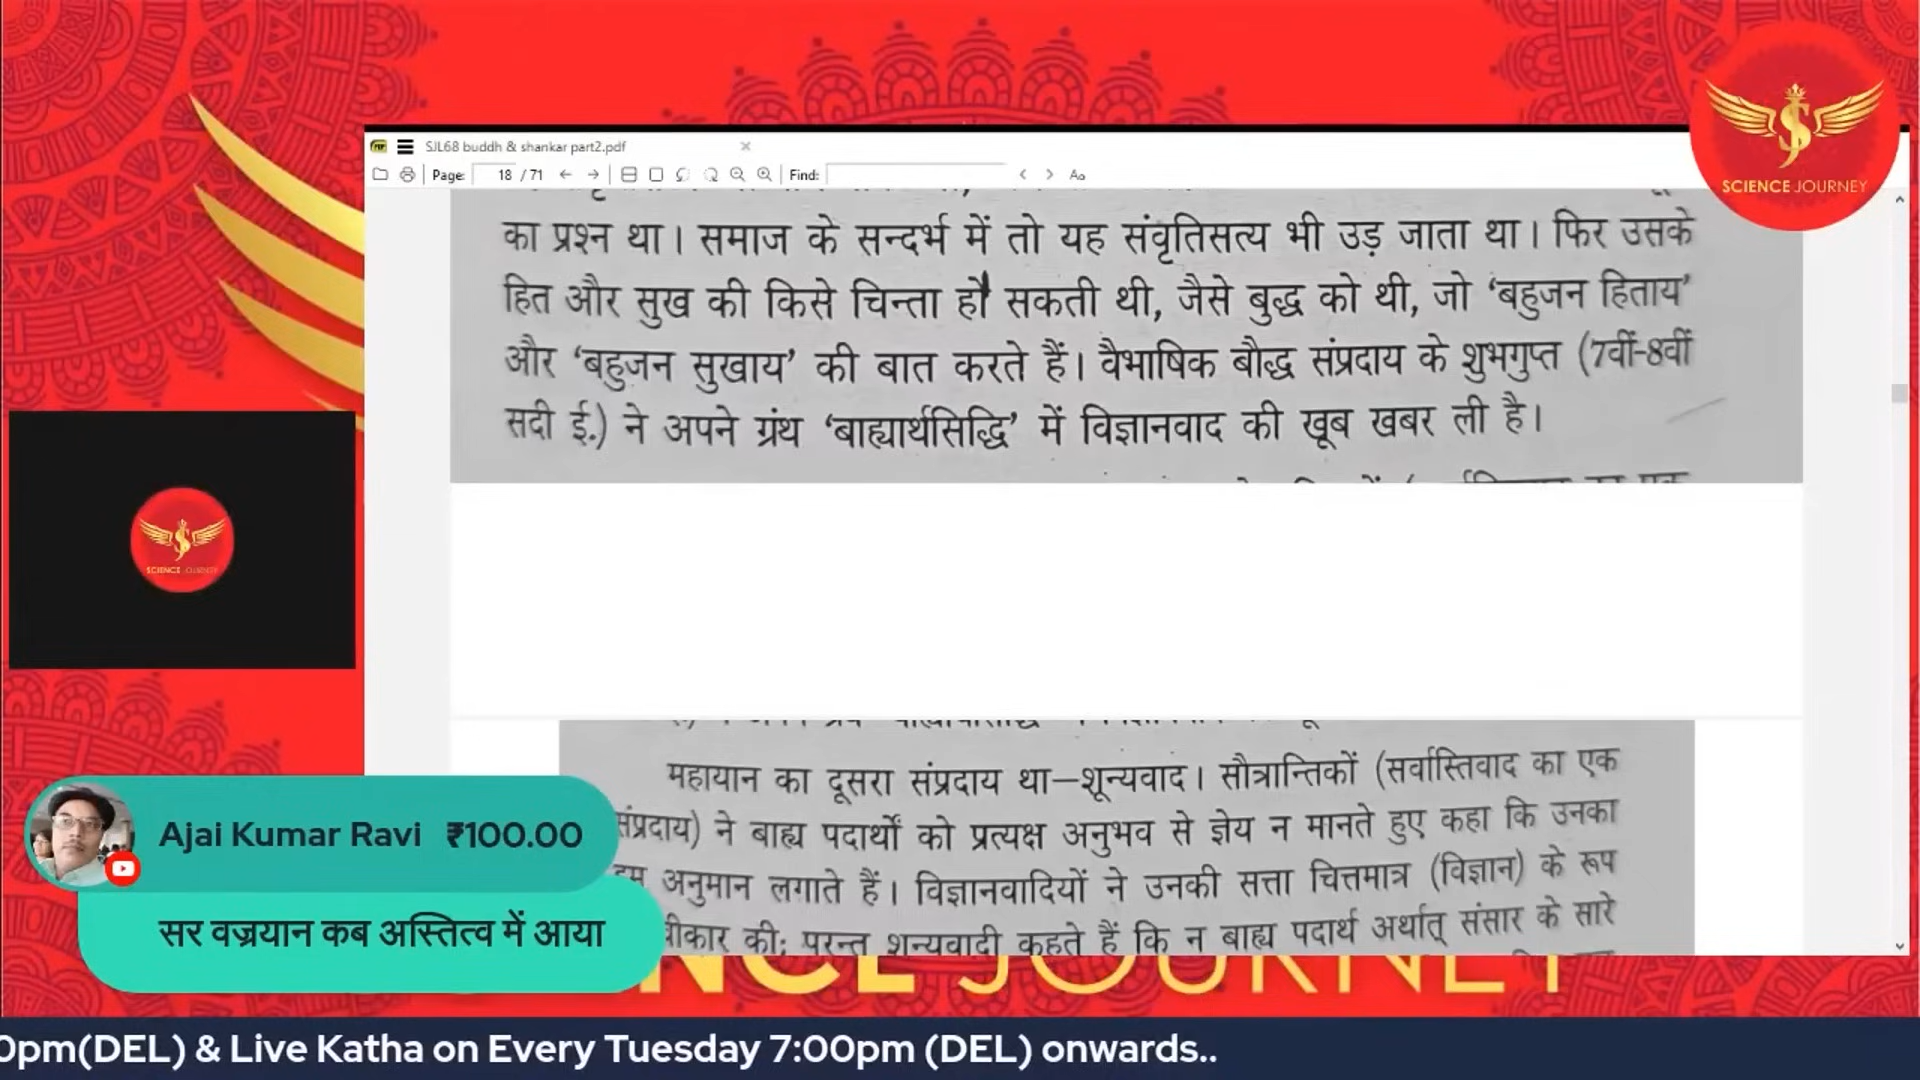 SCIENCE JOURNEY
SJL68 buddh & shankar part2.pdf
Page: 18 / 71 Find: Aa
का प्रश्न था। समाज के सन्दर्भ में तो यह संवृतिसत्य भी उड़ जाता था। फिर उसके
हित और सुख की किसे चिन्ता हो सकती थी, जैसे बुद्ध को थी, जो ‘बहुजन हिताय’
और ‘बहुजन सुखाय’ की बात करते हैं। वैभाषिक बौद्ध संप्रदाय के शुभगुप्त (7वीं-8वीं
सदी ई.) ने अपने ग्रंथ ‘बाह्यार्थसिद्धि’ में विज्ञानवाद की खूब खबर ली है।
SCIENCE JOURNEY
महायान का दूसरा संप्रदाय था—शून्यवाद। सौत्रान्तिकों (सर्वास्तिवाद का एक
संप्रदाय) ने बाह्य पदार्थों को प्रत्यक्ष अनुभव से ज्ञेय न मानते हुए कहा कि उनका
अनुमान लगाते हैं। विज्ञानवादियों ने उनकी सत्ता चित्तमात्र (विज्ञान) के रूप
की; परन्तु शून्यवादी कहते हैं कि न बाह्य पदार्थ अर्थात् संसार के सारे
Ajai Kumar Ravi ₹100.00
सर वज्रयान कब अस्तित्व में आया
JOURNEY
0pm(DEL) & Live Katha on Every Tuesday 7:00pm (DEL) onwards..